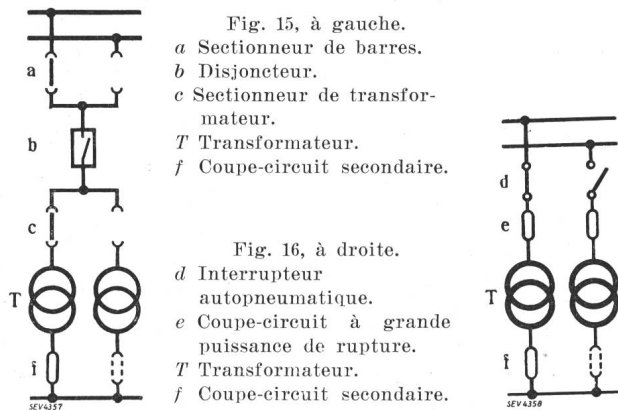 a
b
c
T
f
SEV4357
Fig. 15, à gauche.
a Sectionneur de barres.
b Disjoncteur.
c Sectionneur de transfor-
mateur.
T Transformateur.
f Coupe-circuit secondaire.
Fig. 16, à droite.
d Interrupteur
autopneumatique.
e Coupe-circuit à grande
puissance de rupture.
T Transformateur.
f Coupe-circuit secondaire.
d
e
T
f
SEV4358